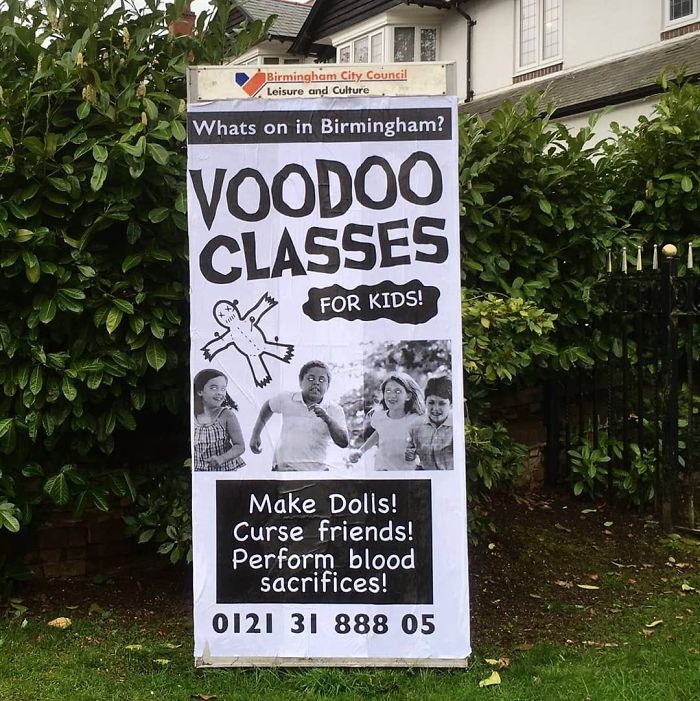 Birmingham City Council
Leisure and Culture
Whats on in Birmingham?
VOODOO
CLASSES
FOR KIDS!
Make Dolls!
Curse friends!
Perform blood
sacrifices!
0121 31 888 05